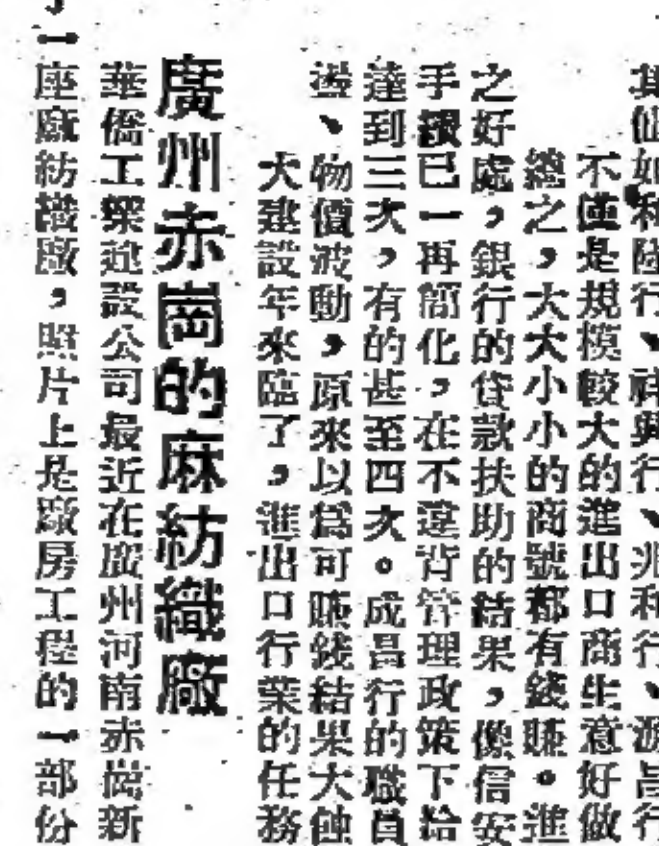 其他如和陸行、祥興行、兆和行、源昌行
不僅是規模較大的進出口商生意好做
總之，大大小小的商號都有錢賺。進
之好處，銀行的貸款扶助的結果，像信安
手續已一再簡化，在不違背管理政策下給
達到三次，有的甚至四次。成昌行的職員
盪、物價波動，原來以爲可賺錢結果大蝕
大建設年來臨了，進出口行業的任務
廣州赤崗的麻紡織廠
華僑工業建設公司最近在廣州河南赤崗新
了一座麻紡織廠，照片上是廠房工程的一部份